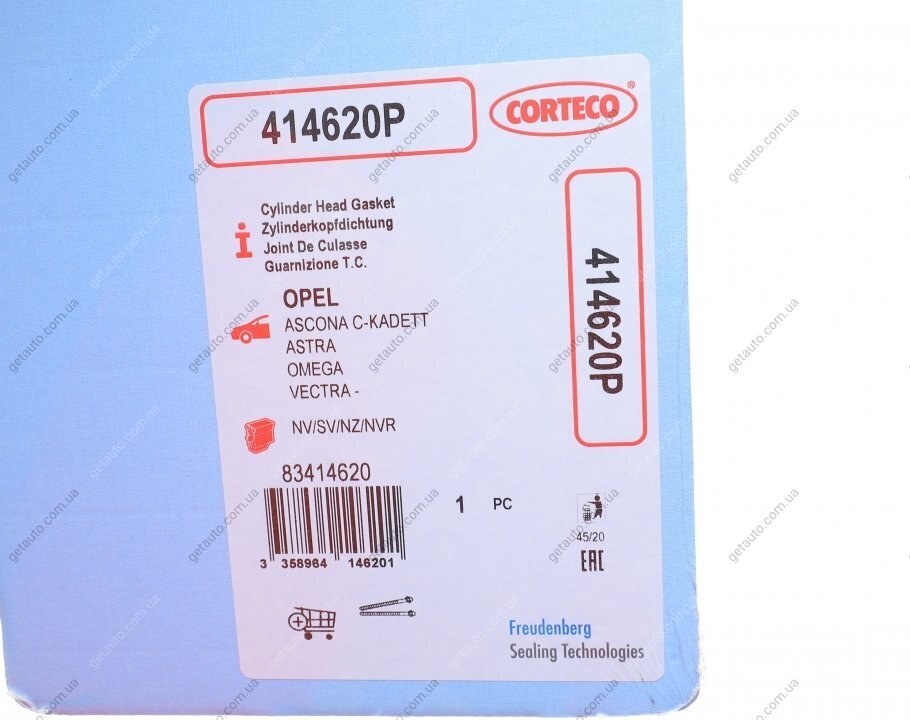 414620P
CORTECO®
414620P
Cylinder Head Gasket
Zylinderkopfdichtung
Joint De Culasse
Guarnizione T.C.
OPEL
ASCONA C-KADETT
ASTRA
OMEGA
VECTRA -
NV/SV/NZ/NVR
83414620
1 PC
45/20
EAC
3 358964 146201
Freudenberg
Sealing Technologies
getauto.com.ua